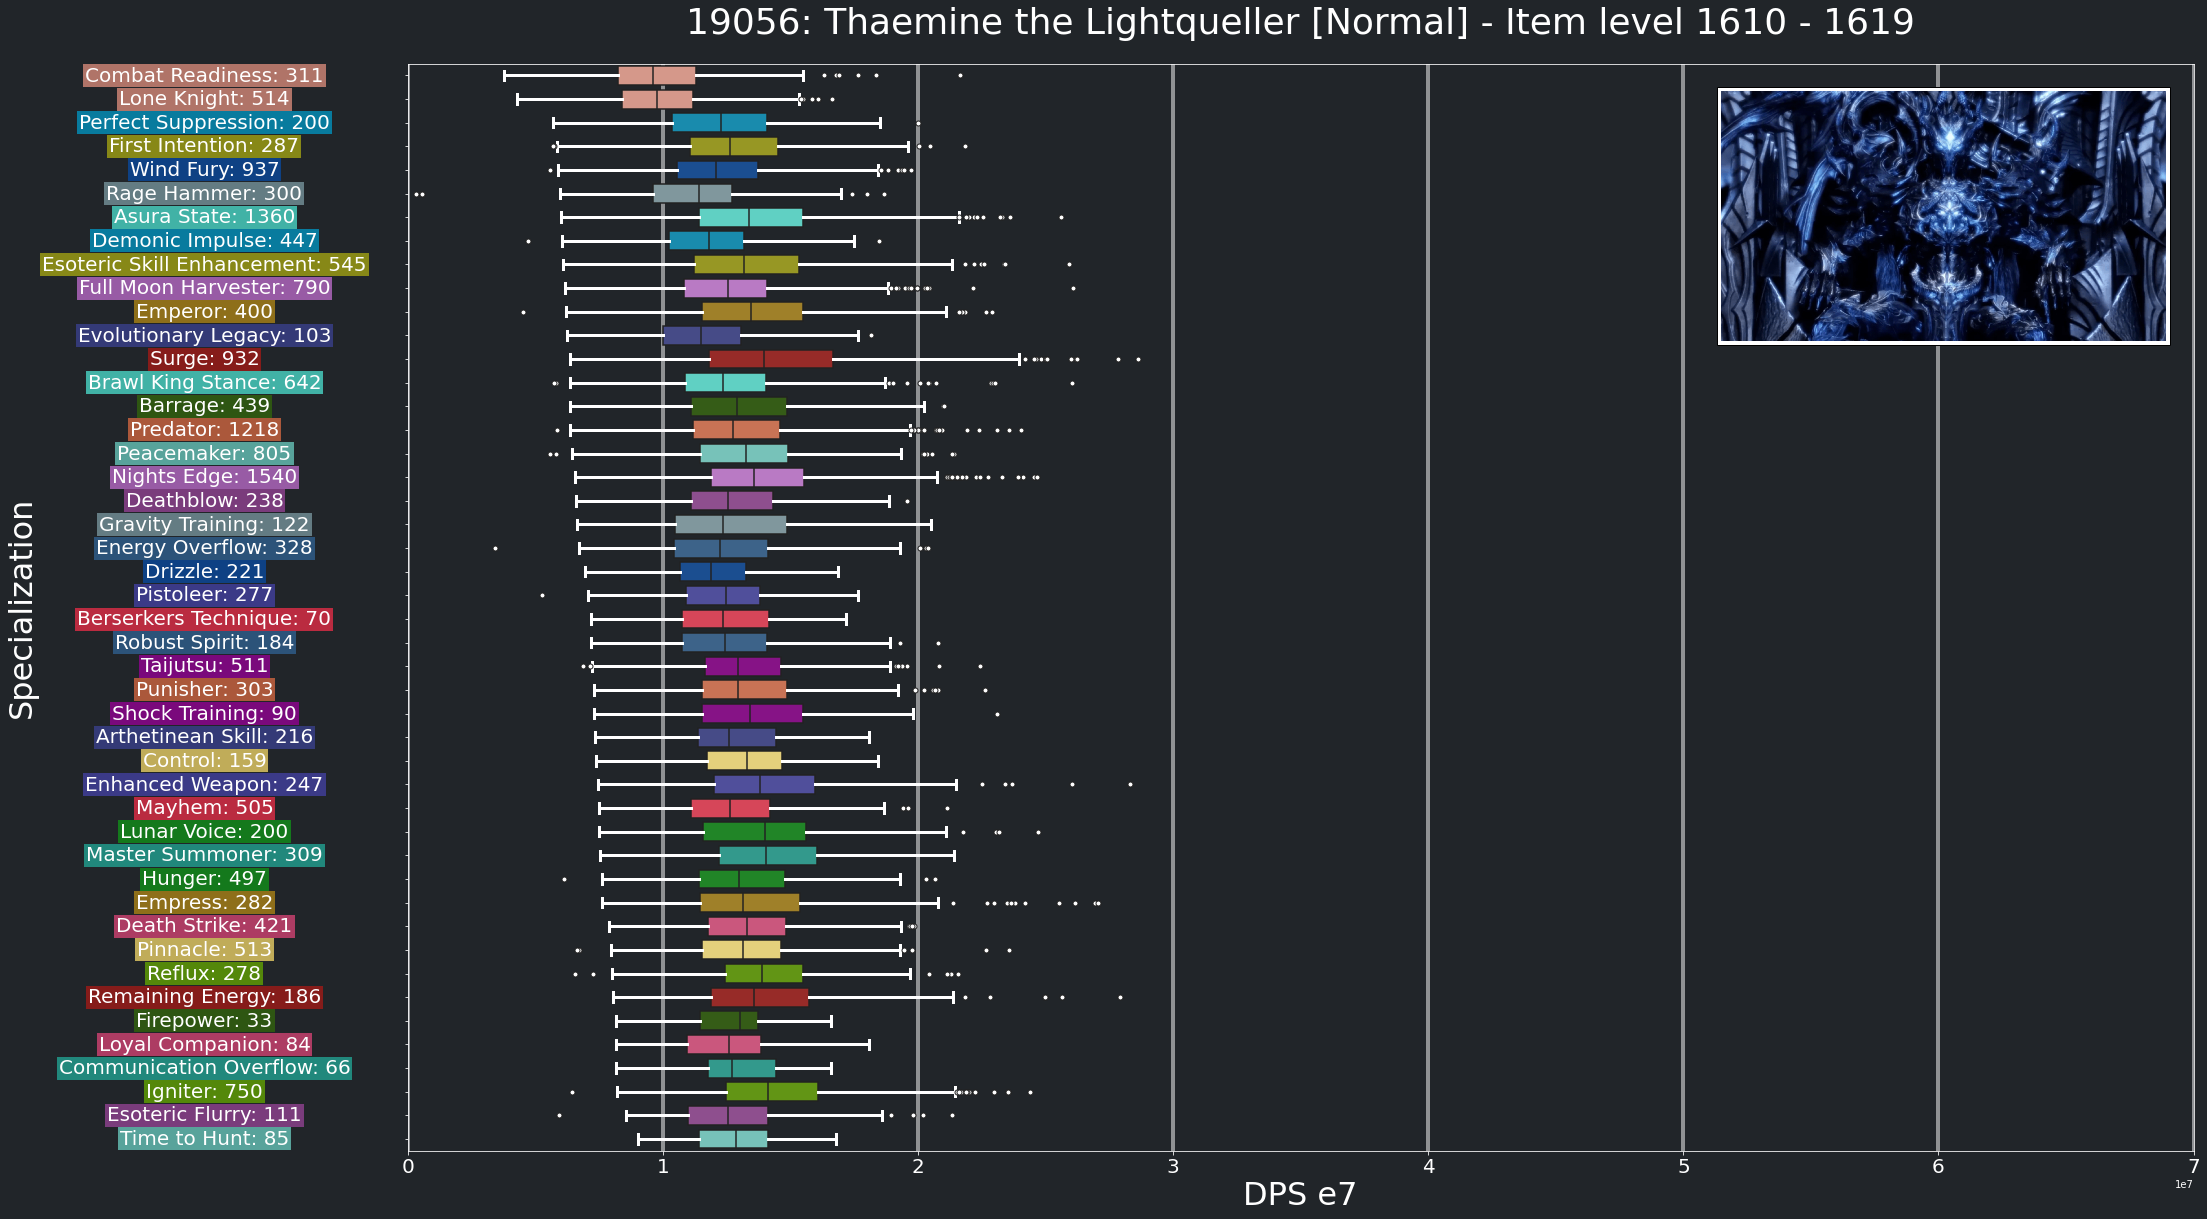 19056: Thaemine the Lightqueller [Normal] - Item level 1610 - 1619
Specialization
Combat Readiness: 311
Lone Knight: 514
Perfect Suppression: 200
First Intention: 287
Wind Fury: 937
Rage Hammer: 300
Asura State: 1360
Demonic Impulse: 447
Esoteric Skill Enhancement: 545
Full Moon Harvester: 790
Emperor: 400
Evolutionary Legacy: 103
Surge: 932
Brawl King Stance: 642
Barrage: 439
Predator: 1218
Peacemaker: 805
Nights Edge: 1540
Deathblow: 238
Gravity Training: 122
Energy Overflow: 328
Drizzle: 221
Pistoleer: 277
Berserkers Technique: 70
Robust Spirit: 184
Taijutsu: 511
Punisher: 303
Shock Training: 90
Arthetinean Skill: 216
Control: 159
Enhanced Weapon: 247
Mayhem: 505
Lunar Voice: 200
Master Summoner: 309
Hunger: 497
Empress: 282
Death Strike: 421
Pinnacle: 513
Reflux: 278
Remaining Energy: 186
Firepower: 33
Loyal Companion: 84
Communication Overflow: 66
Igniter: 750
Esoteric Flurry: 111
Time to Hunt: 85
0 1 2 3 4 5 6 7
1e7
DPS e7